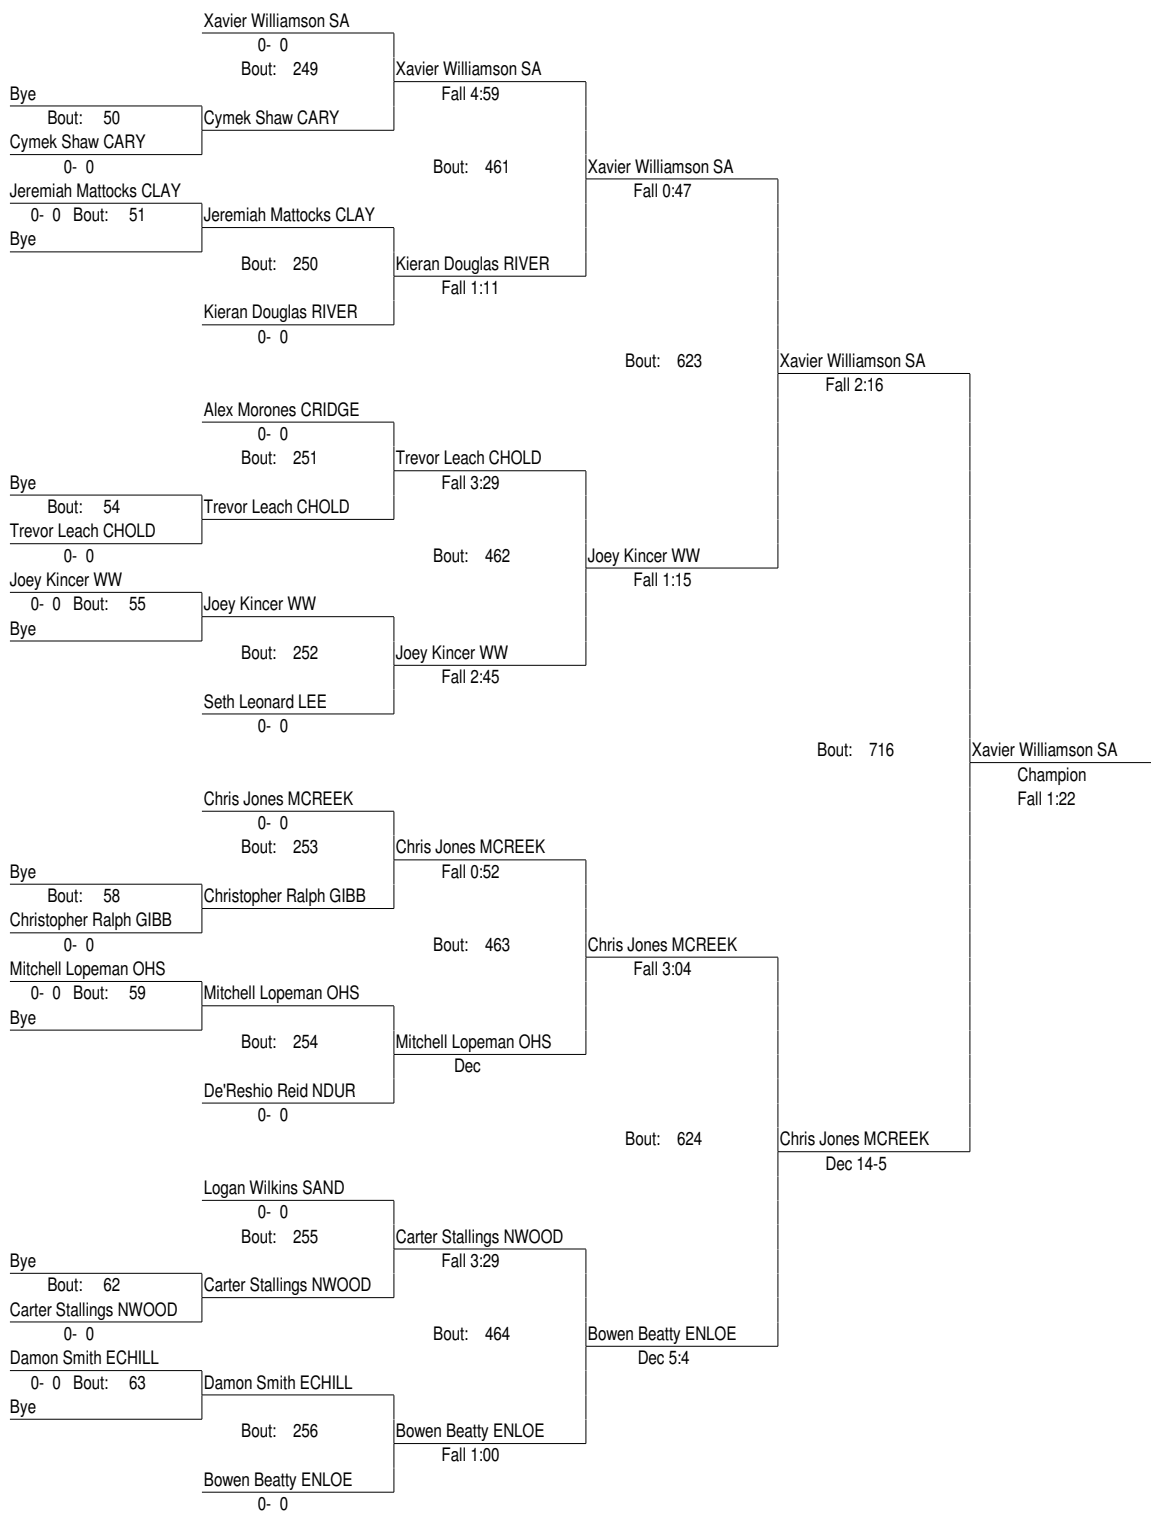 Xavier Williamson SA
0- 0
Bout: 249
Xavier Williamson SA
Fall 4:59
Bye
Bout: 50
Cymek Shaw CARY
Cymek Shaw CARY
0- 0
Bout: 461
Xavier Williamson SA
Fall 0:47
Jeremiah Mattocks CLAY
0- 0 Bout: 51
Jeremiah Mattocks CLAY
Bye
Bout: 250
Kieran Douglas RIVER
Fall 1:11
Kieran Douglas RIVER
0- 0
Bout: 623
Xavier Williamson SA
Fall 2:16
Alex Morones CRIDGE
0- 0
Bout: 251
Trevor Leach CHOLD
Fall 3:29
Bye
Bout: 54
Trevor Leach CHOLD
Trevor Leach CHOLD
0- 0
Bout: 462
Joey Kincer WW
Fall 1:15
Joey Kincer WW
0- 0 Bout: 55
Joey Kincer WW
Bye
Bout: 252
Joey Kincer WW
Fall 2:45
Seth Leonard LEE
0- 0
Bout: 716
Xavier Williamson SA
Champion
Fall 1:22
Chris Jones MCREEK
0- 0
Bout: 253
Chris Jones MCREEK
Fall 0:52
Bye
Bout: 58
Christopher Ralph GIBB
Christopher Ralph GIBB
0- 0
Bout: 463
Chris Jones MCREEK
Fall 3:04
Mitchell Lopeman OHS
0- 0 Bout: 59
Mitchell Lopeman OHS
Bye
Bout: 254
Mitchell Lopeman OHS
Dec
De'Reshio Reid NDUR
0- 0
Bout: 624
Chris Jones MCREEK
Dec 14-5
Logan Wilkins SAND
0- 0
Bout: 255
Carter Stallings NWOOD
Fall 3:29
Bye
Bout: 62
Carter Stallings NWOOD
Carter Stallings NWOOD
0- 0
Bout: 464
Bowen Beatty ENLOE
Dec 5:4
Damon Smith ECHILL
0- 0 Bout: 63
Damon Smith ECHILL
Bye
Bout: 256
Bowen Beatty ENLOE
Fall 1:00
Bowen Beatty ENLOE
0- 0